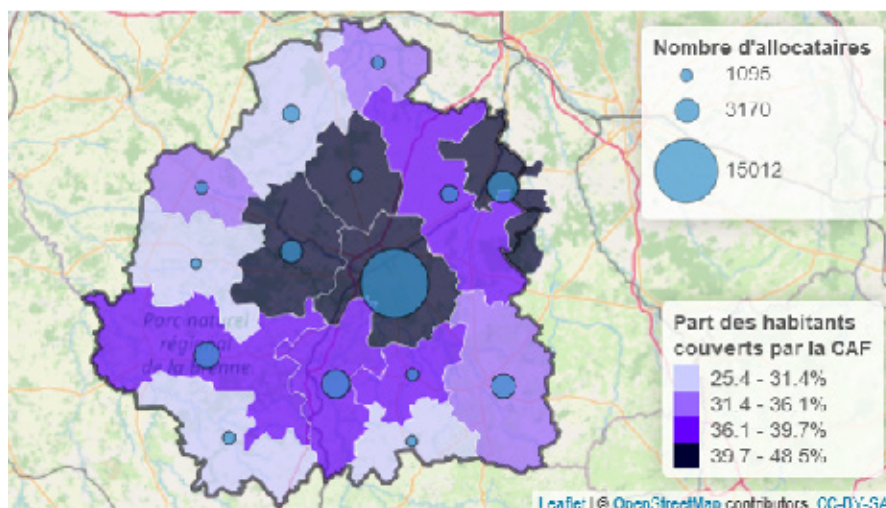 Nombre d'allocataires
1095
3170
15012
Parc naturel
régional
de la Brenne
Part des habitants
couverts par la CAF
25.4 - 31.4%
31.4 - 36.1%
36.1 - 39.7%
39.7 - 48.5%
Leaflet | © OpenStreetMap contributors, CC-BY-SA